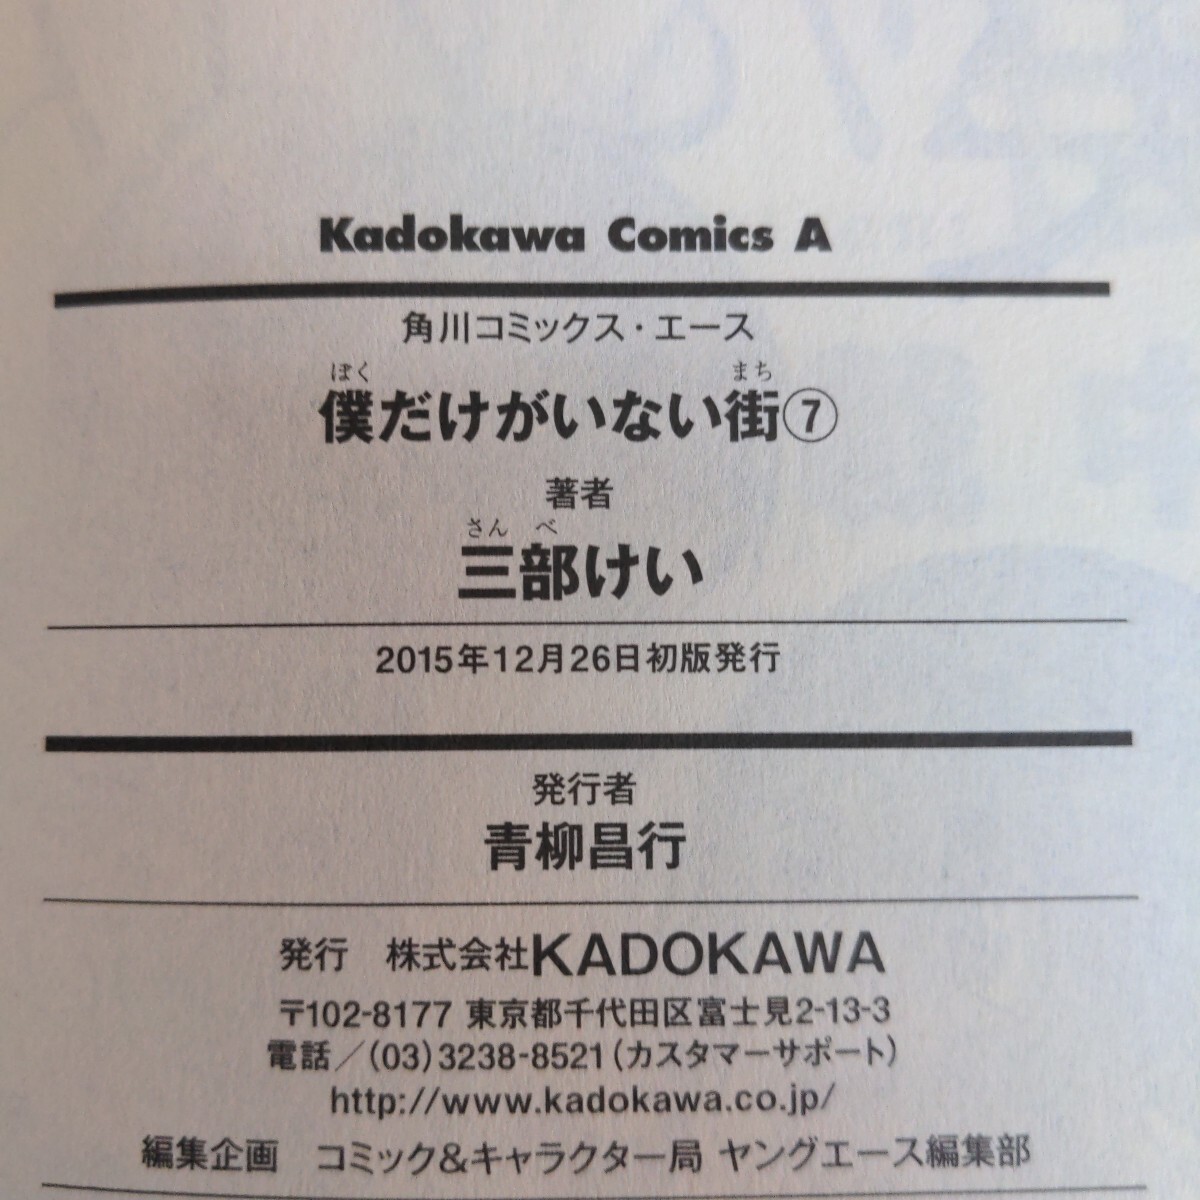 Kadokawa Comics A
角川コミックス・エース
ぼく まち
僕だけがいない街⑦
著者
さん べ
三部けい
2015年12月26日初版発行
発行者
青柳昌行
発行 株式会社KADOKAWA
〒102-8177 東京都千代田区富士見2-13-3
電話／(03)3238-8521(カスタマーサポート)
http://www.kadokawa.co.jp/
編集企画 コミック&キャラクター局 ヤングエース編集部